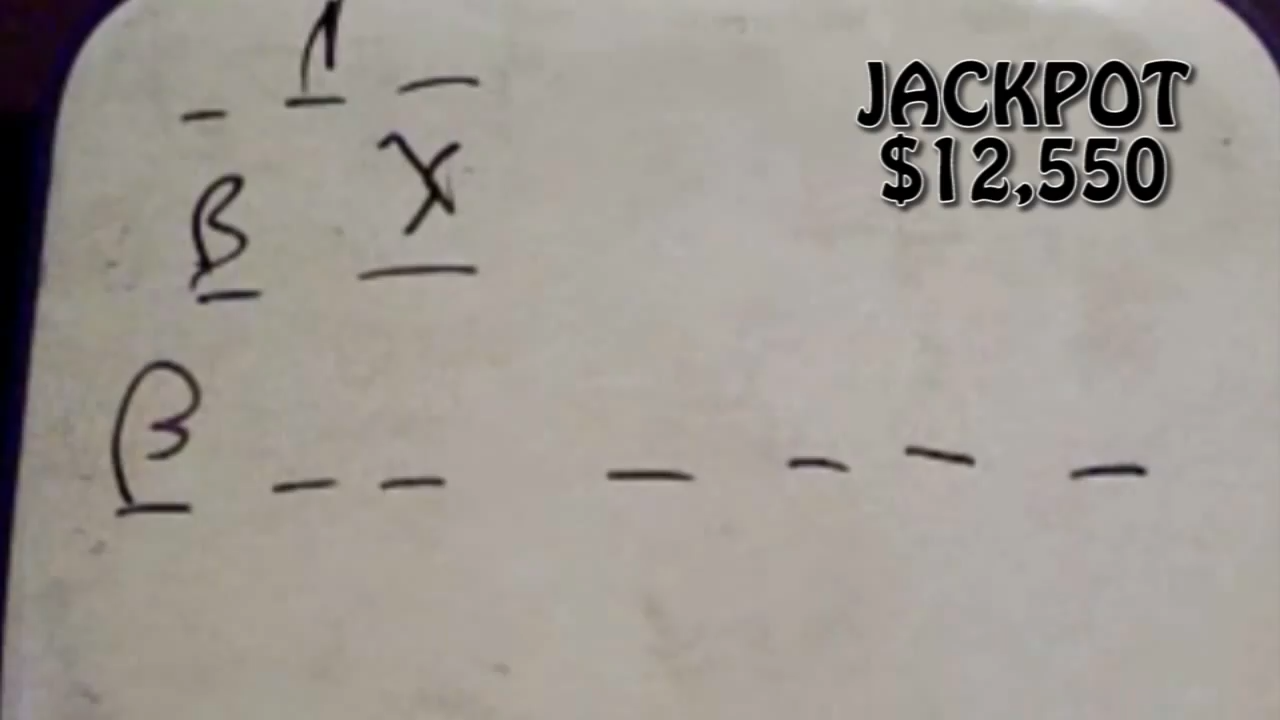 _ 1 _
B X
B _ _ _ _ _ _
JACKPOT
$12,550